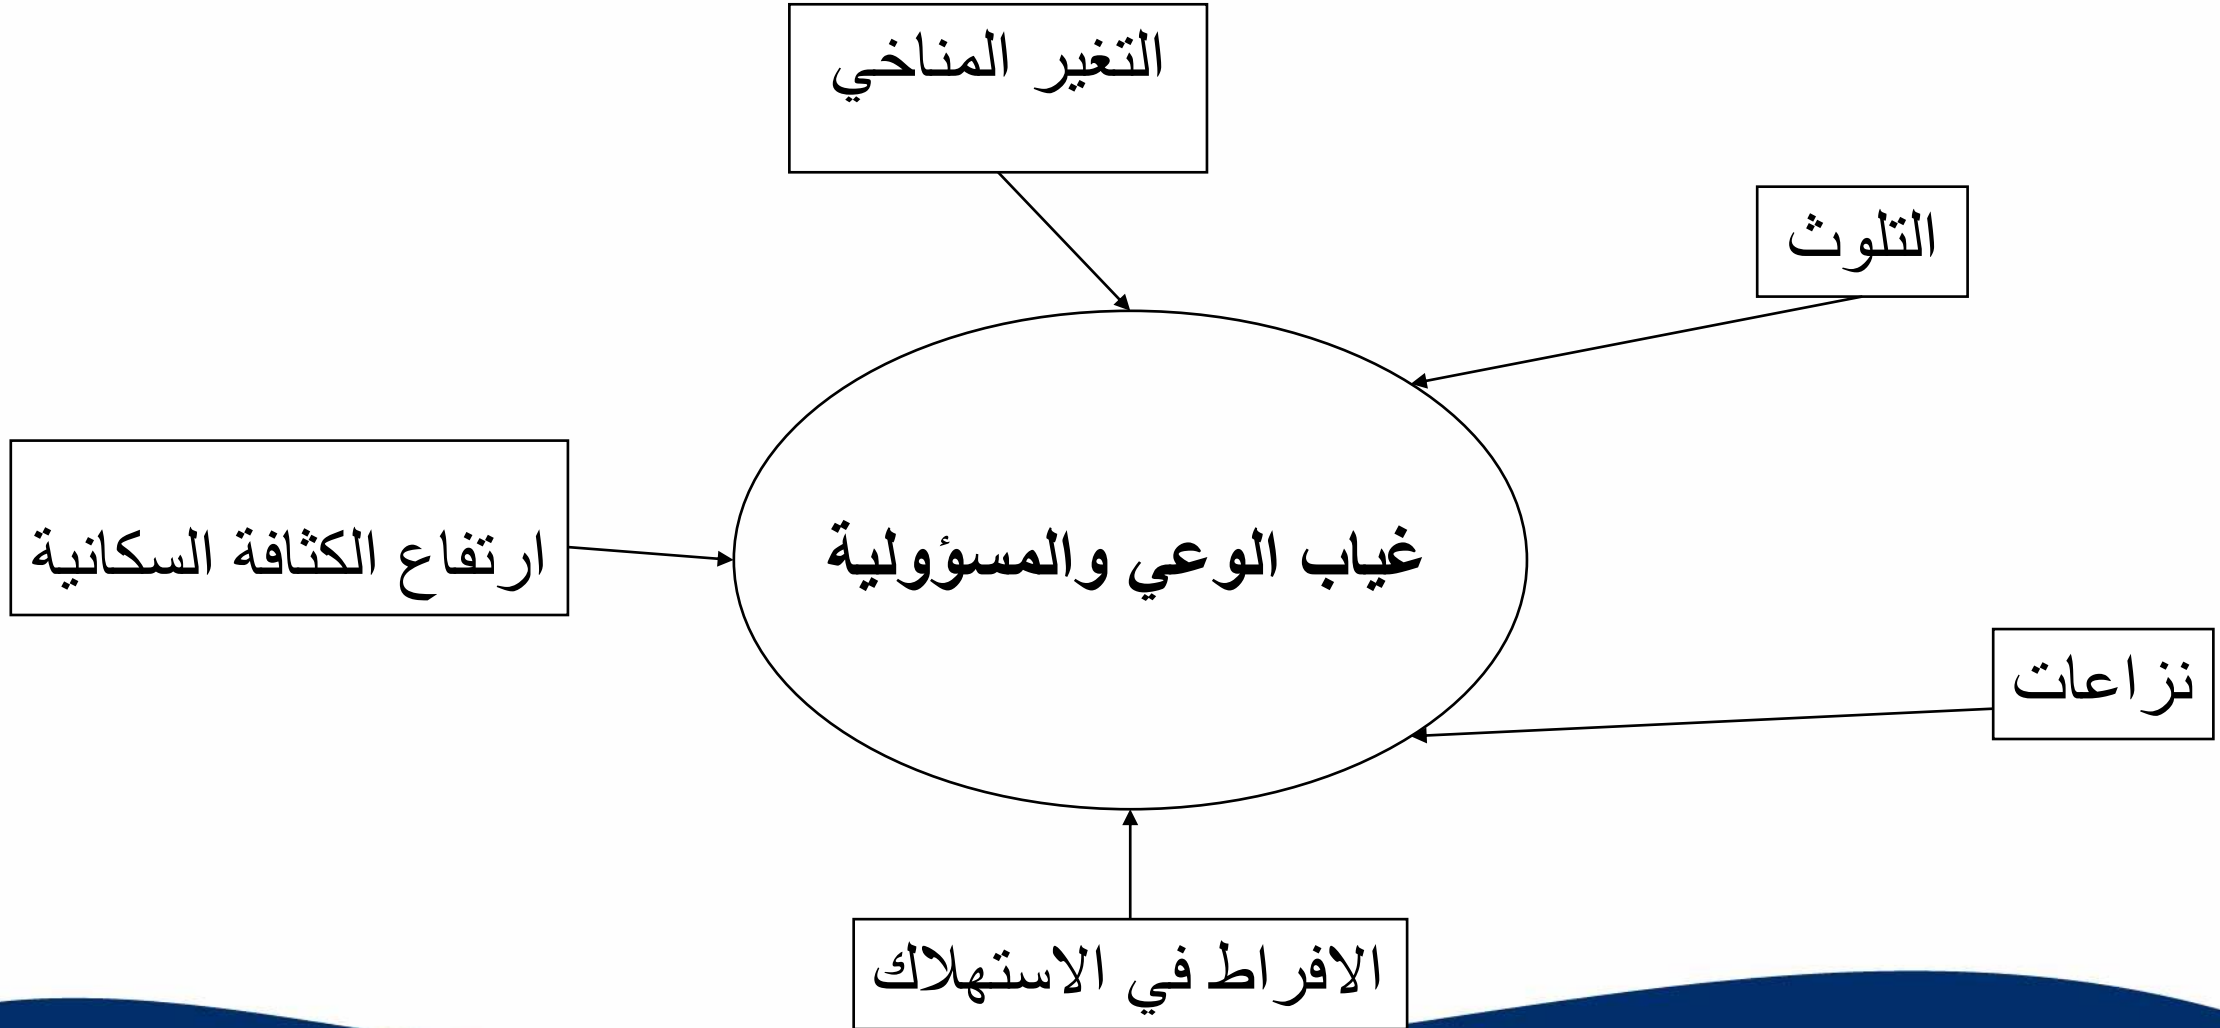 التغير المناخي
التلوث
ارتفاع الكثافة السكانية
غياب الوعي والمسؤولية
نزاعات
الافراط في الاستهلاك